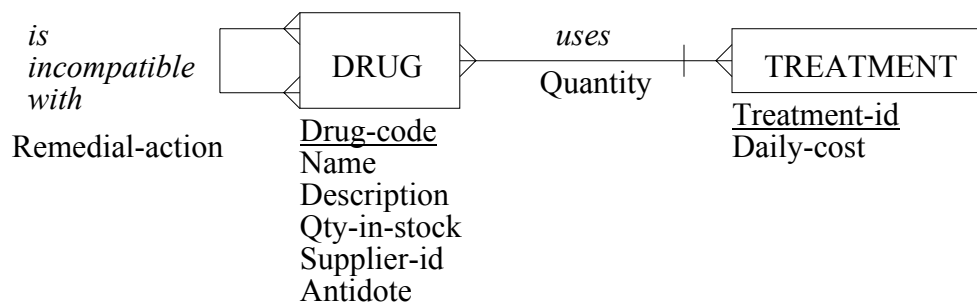 is
incompatible
with
Remedial-action
DRUG
Drug-code
Name
Description
Qty-in-stock
Supplier-id
Antidote
uses
Quantity
TREATMENT
Treatment-id
Daily-cost